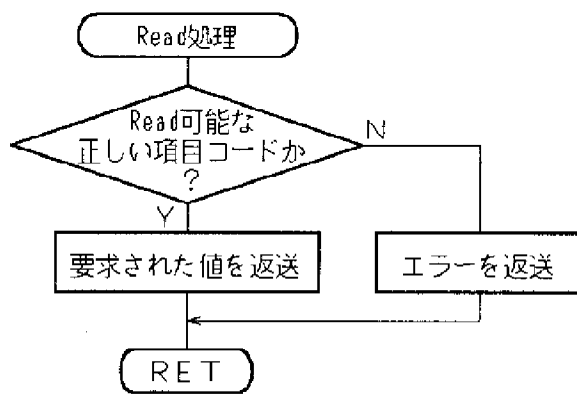 Read処理
Read可能な
正しい項目コードか
?
N
Y
要求された値を返送
エラーを返送
RET